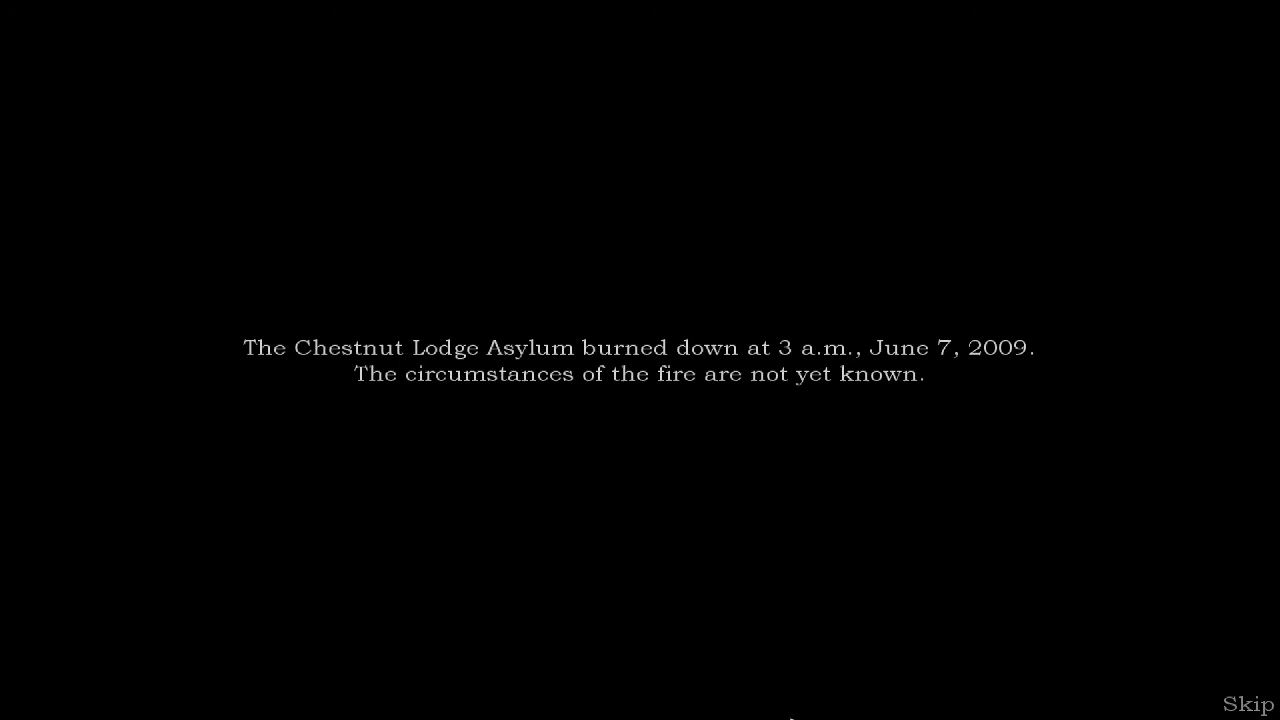 The Chestnut Lodge Asylum burned down at 3 a.m., June 7, 2009.
The circumstances of the fire are not yet known.
Skip